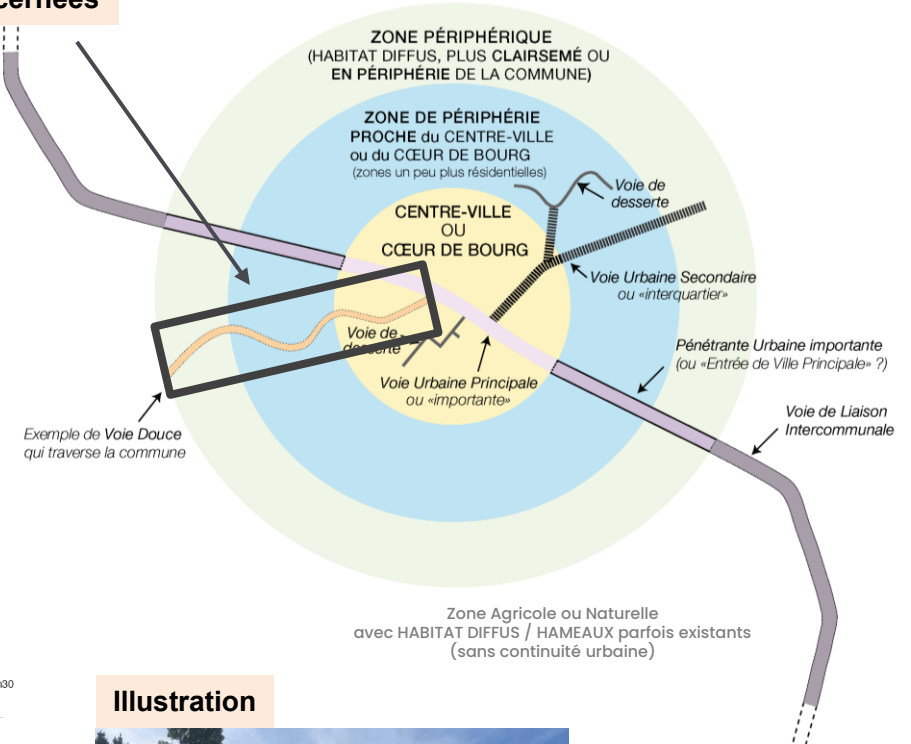 cernées
ZONE PÉRIPHÉRIQUE
(HABITAT DIFFUS, PLUS CLAIRSEMÉ OU
EN PÉRIPHÉRIE DE LA COMMUNE)
ZONE DE PÉRIPHÉRIE
PROCHE du CENTRE-VILLE
ou du CŒUR DE BOURG
(zones un peu plus résidentielles)
Voie de
desserte
CENTRE-VILLE
OU
CŒUR DE BOURG
Voie Urbaine Secondaire
ou «interquartier»
Voie de
desserte
Pénétrante Urbaine importante
(ou «Entrée de Ville Principale» ?)
Voie Urbaine Principale
ou «importante»
Voie de Liaison
Intercommunale
Exemple de Voie Douce
qui traverse la commune
Zone Agricole ou Naturelle
avec HABITAT DIFFUS / HAMEAUX parfois existants
(sans continuité urbaine)
h30
Illustration